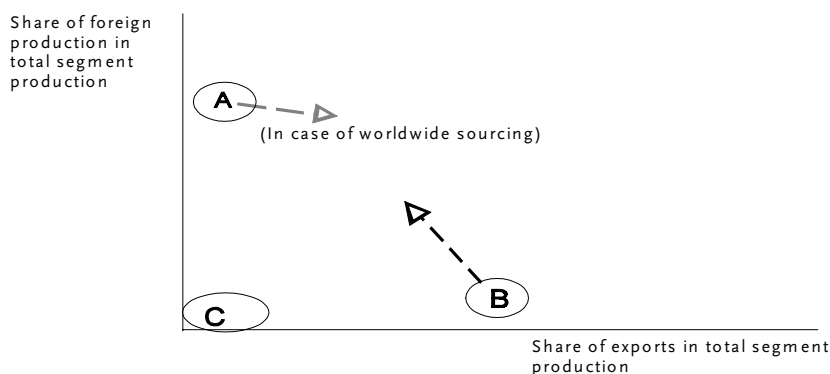 Share of foreign
production in
total segment
production
A
(In case of worldwide sourcing)
B
C
Share of exports in total segment
production